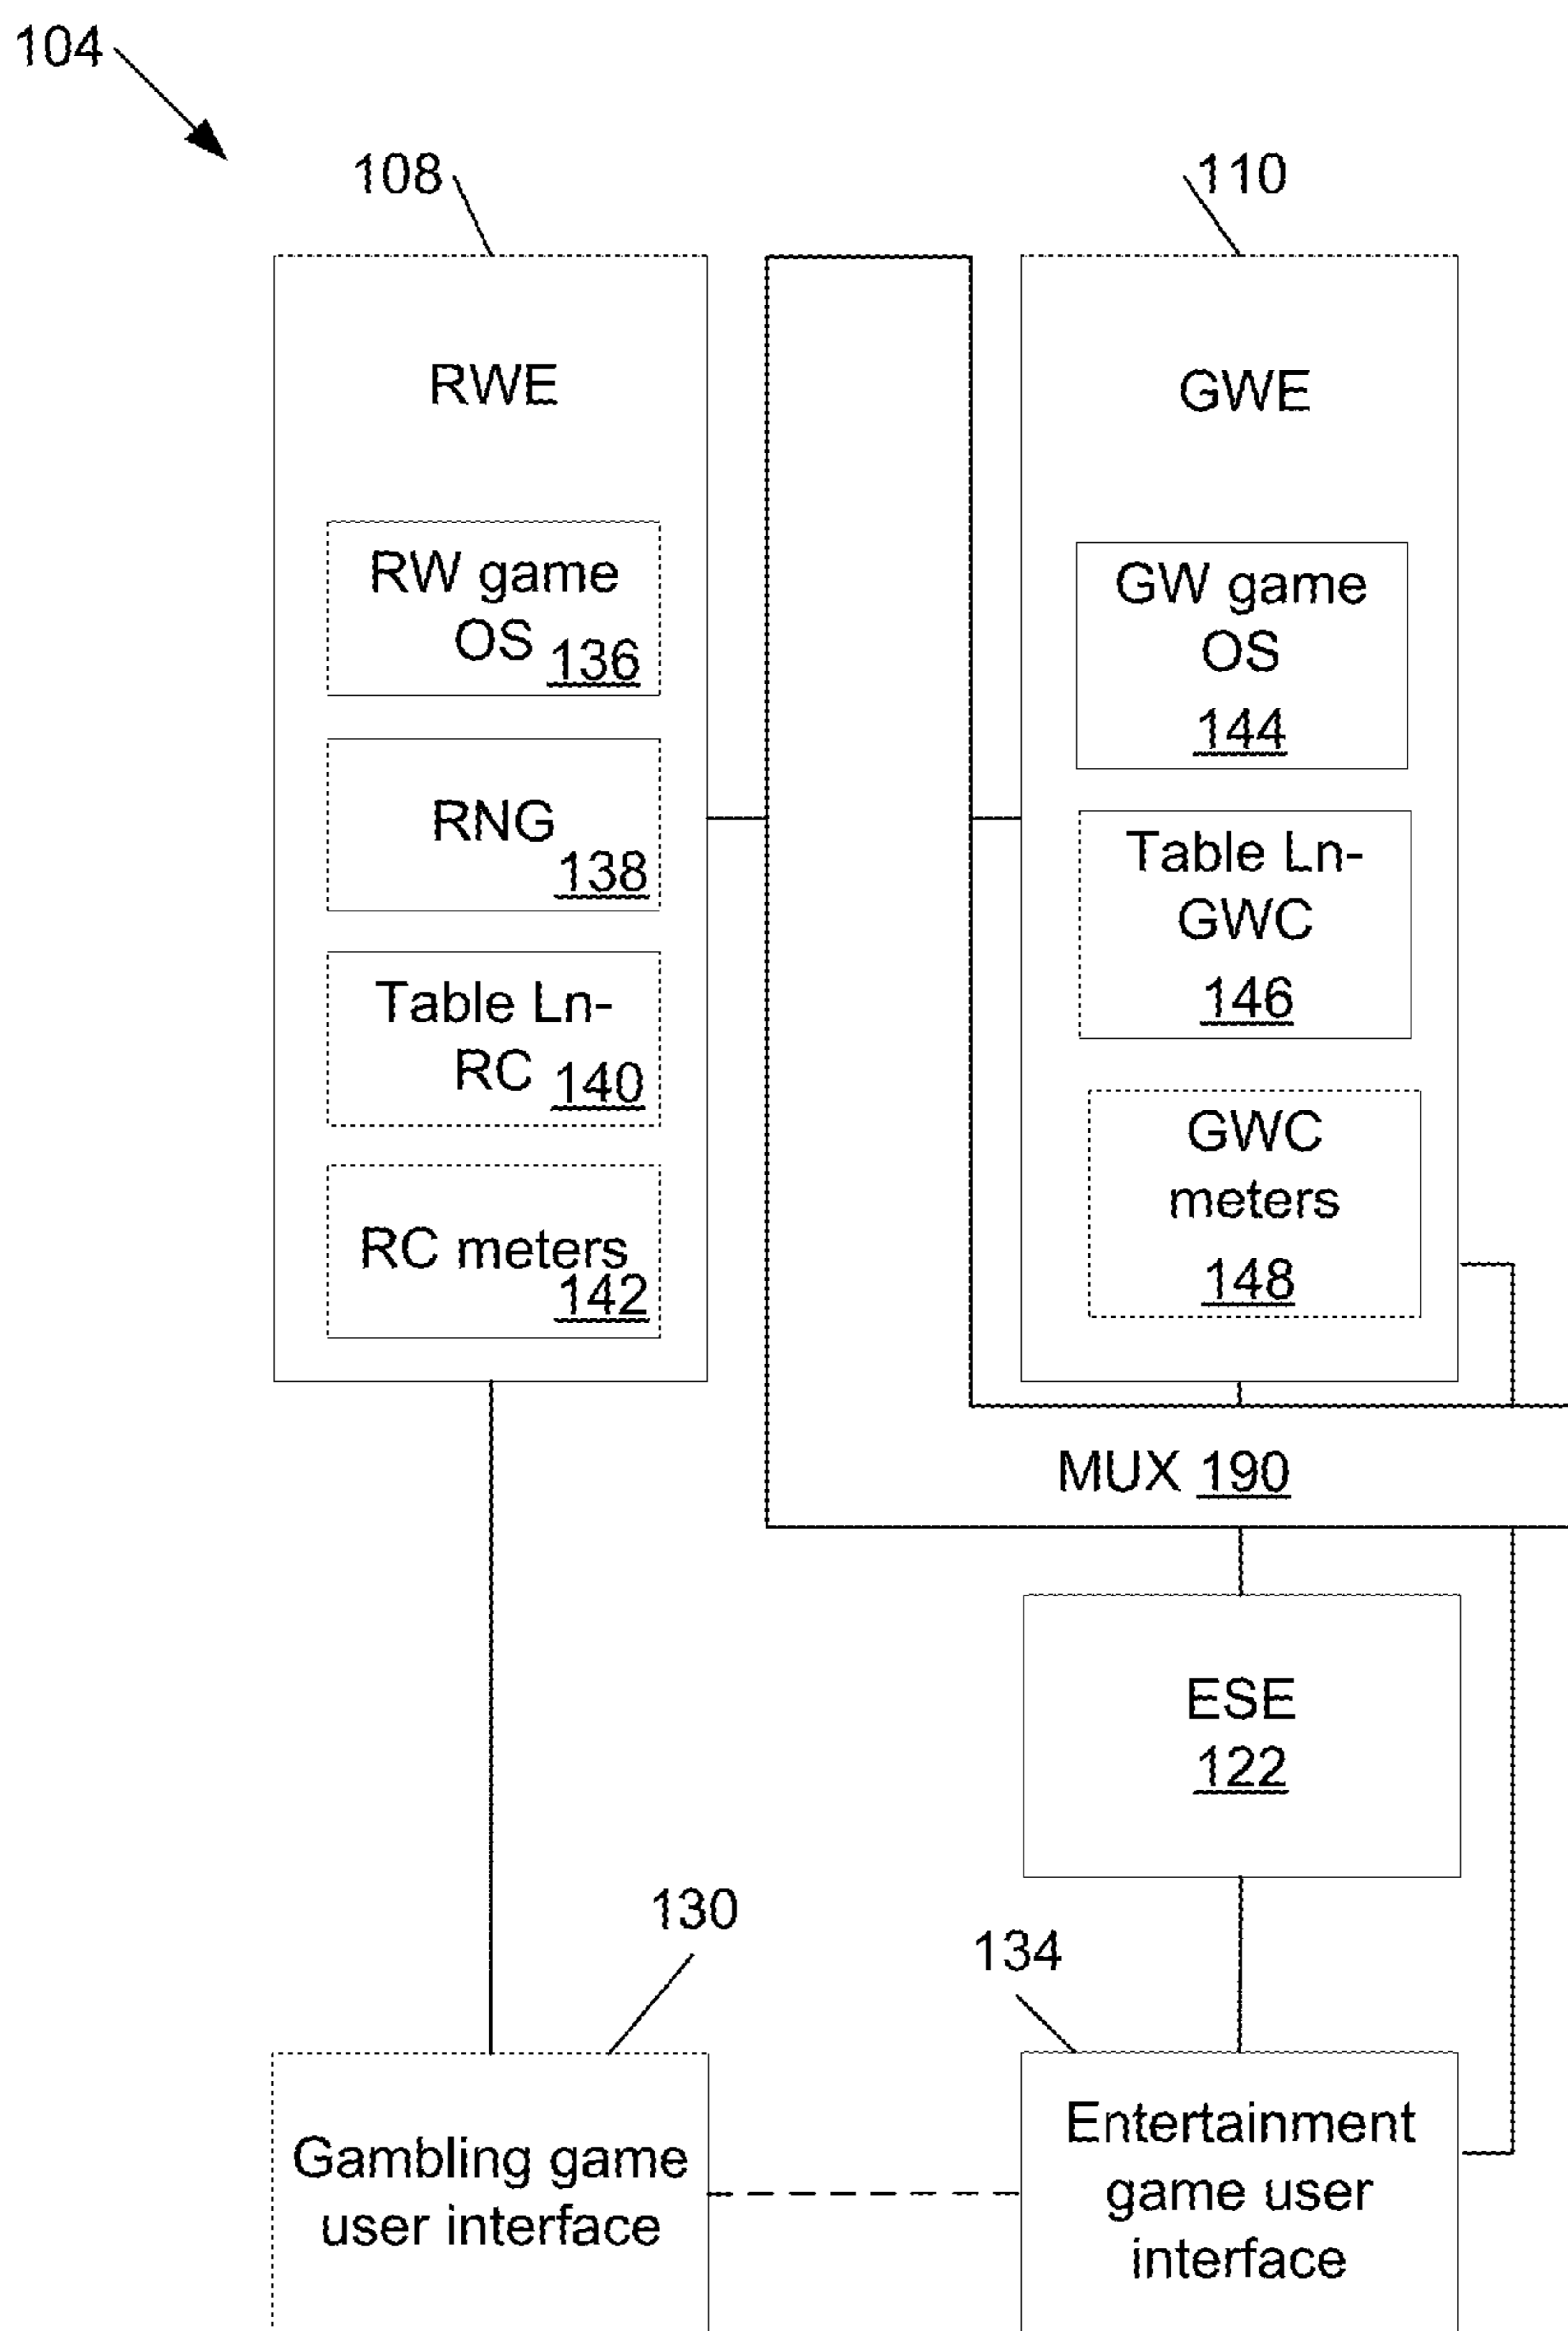 104
108
110
RWE
RW game
OS 136
RNG
138
Table Ln-
RC 140
RC meters
142
GWE
GW game
OS
144
Table Ln-
GWC
146
GWC
meters
148
MUX 190
ESE
122
130
134
Gambling game
user interface
Entertainment
game user
interface